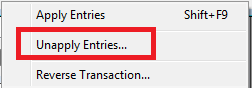 Apply Entries Shift+F9
Unapply Entries...
Reverse Transaction...